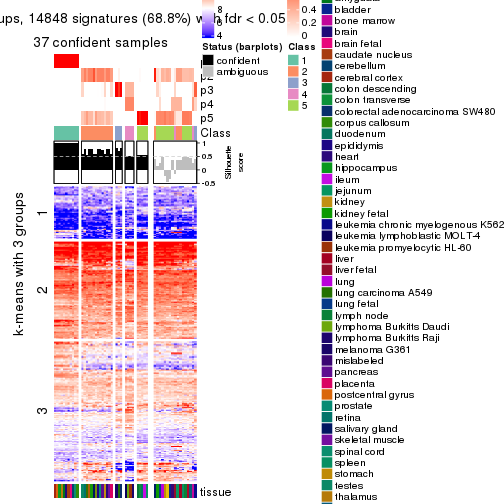 ups, 14848 signatures (68.8%) with fdr < 0.05
37 confident samples
p3
p4
p5
Class
1
0.5
0
-0.5
Silhouette
score
k-means with 3 groups
1
2
3
tissue
8
6
4
Status (barplots)
confident
ambiguous
0.4
0.2
0
Class
1
2
3
4
5
bladder
bone marrow
brain
brain fetal
caudate nucleus
cerebellum
cerebral cortex
colon descending
colon transverse
colorectal adenocarcinoma SW480
corpus callosum
duodenum
epididymis
heart
hippocampus
ileum
jejunum
kidney
kidney fetal
leukemia chronic myelogenous K562
leukemia lymphoblastic MOLT-4
leukemia promyelocytic HL-60
liver
liver fetal
lung
lung carcinoma A549
lung fetal
lymph node
lymphoma Burkitts Daudi
lymphoma Burkitts Raji
melanoma G361
mislabeled
pancreas
placenta
postcentral gyrus
prostate
retina
salivary gland
skeletal muscle
spinal cord
spleen
stomach
testes
thalamus